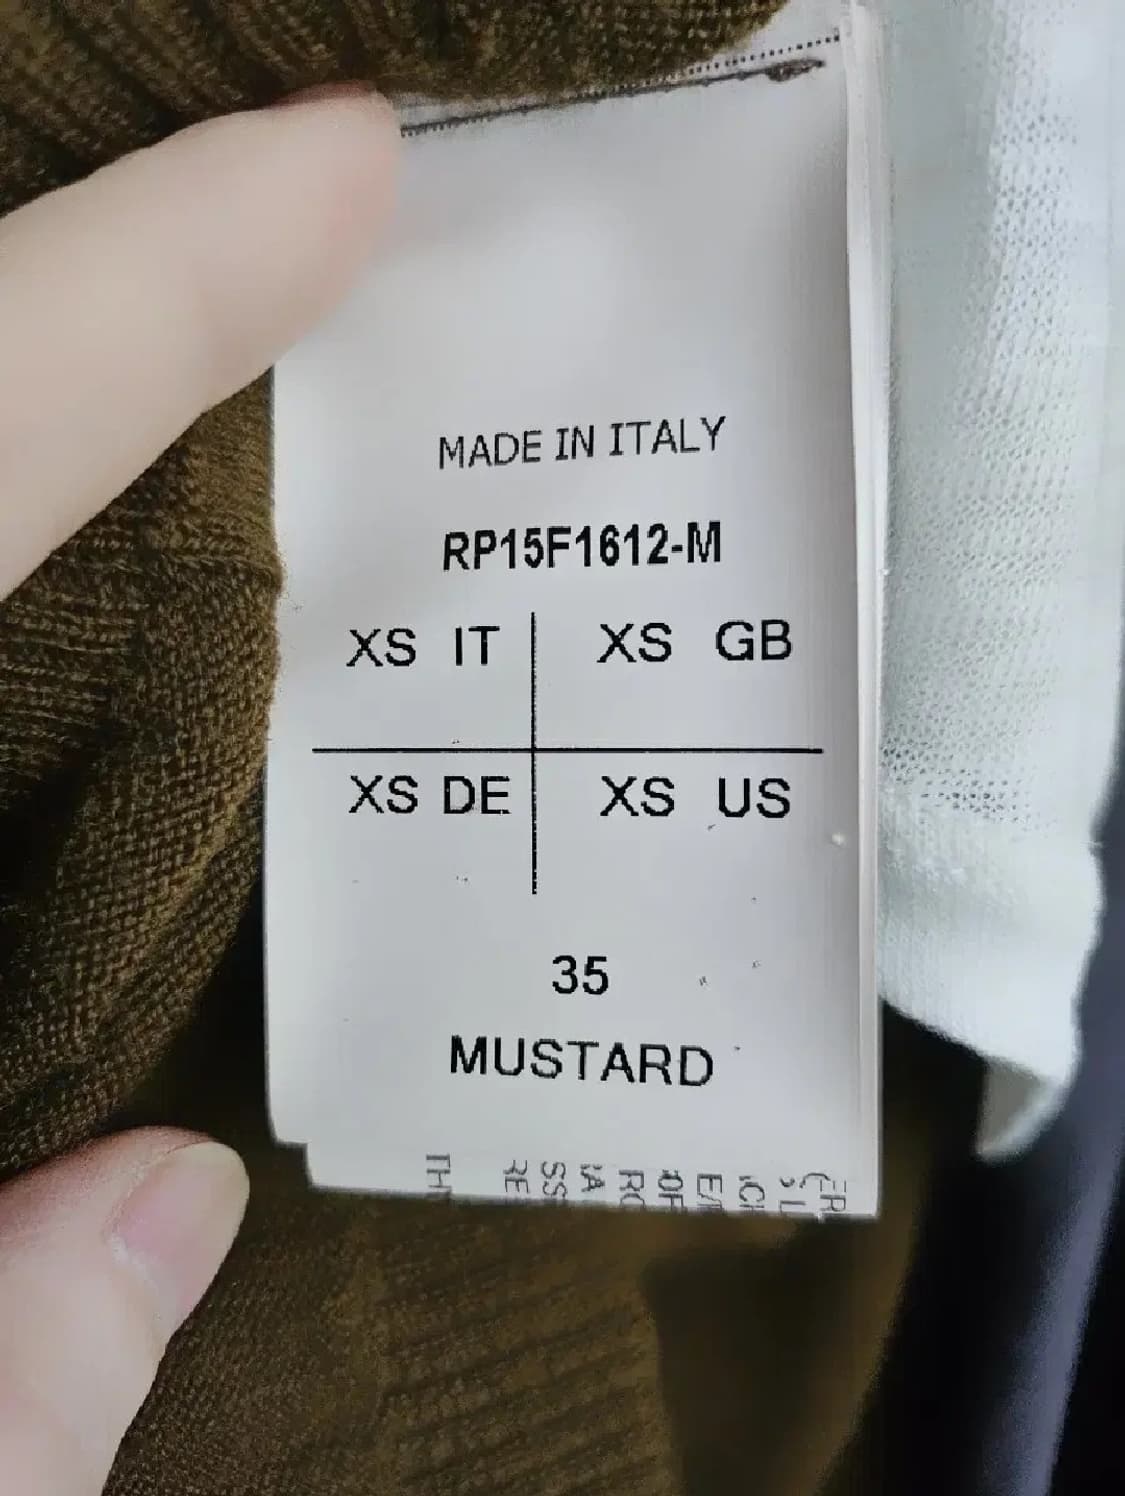 MADE IN ITALY
RP15F1612-M
XS IT XS GB
XS DE XS US
35
MUSTARD